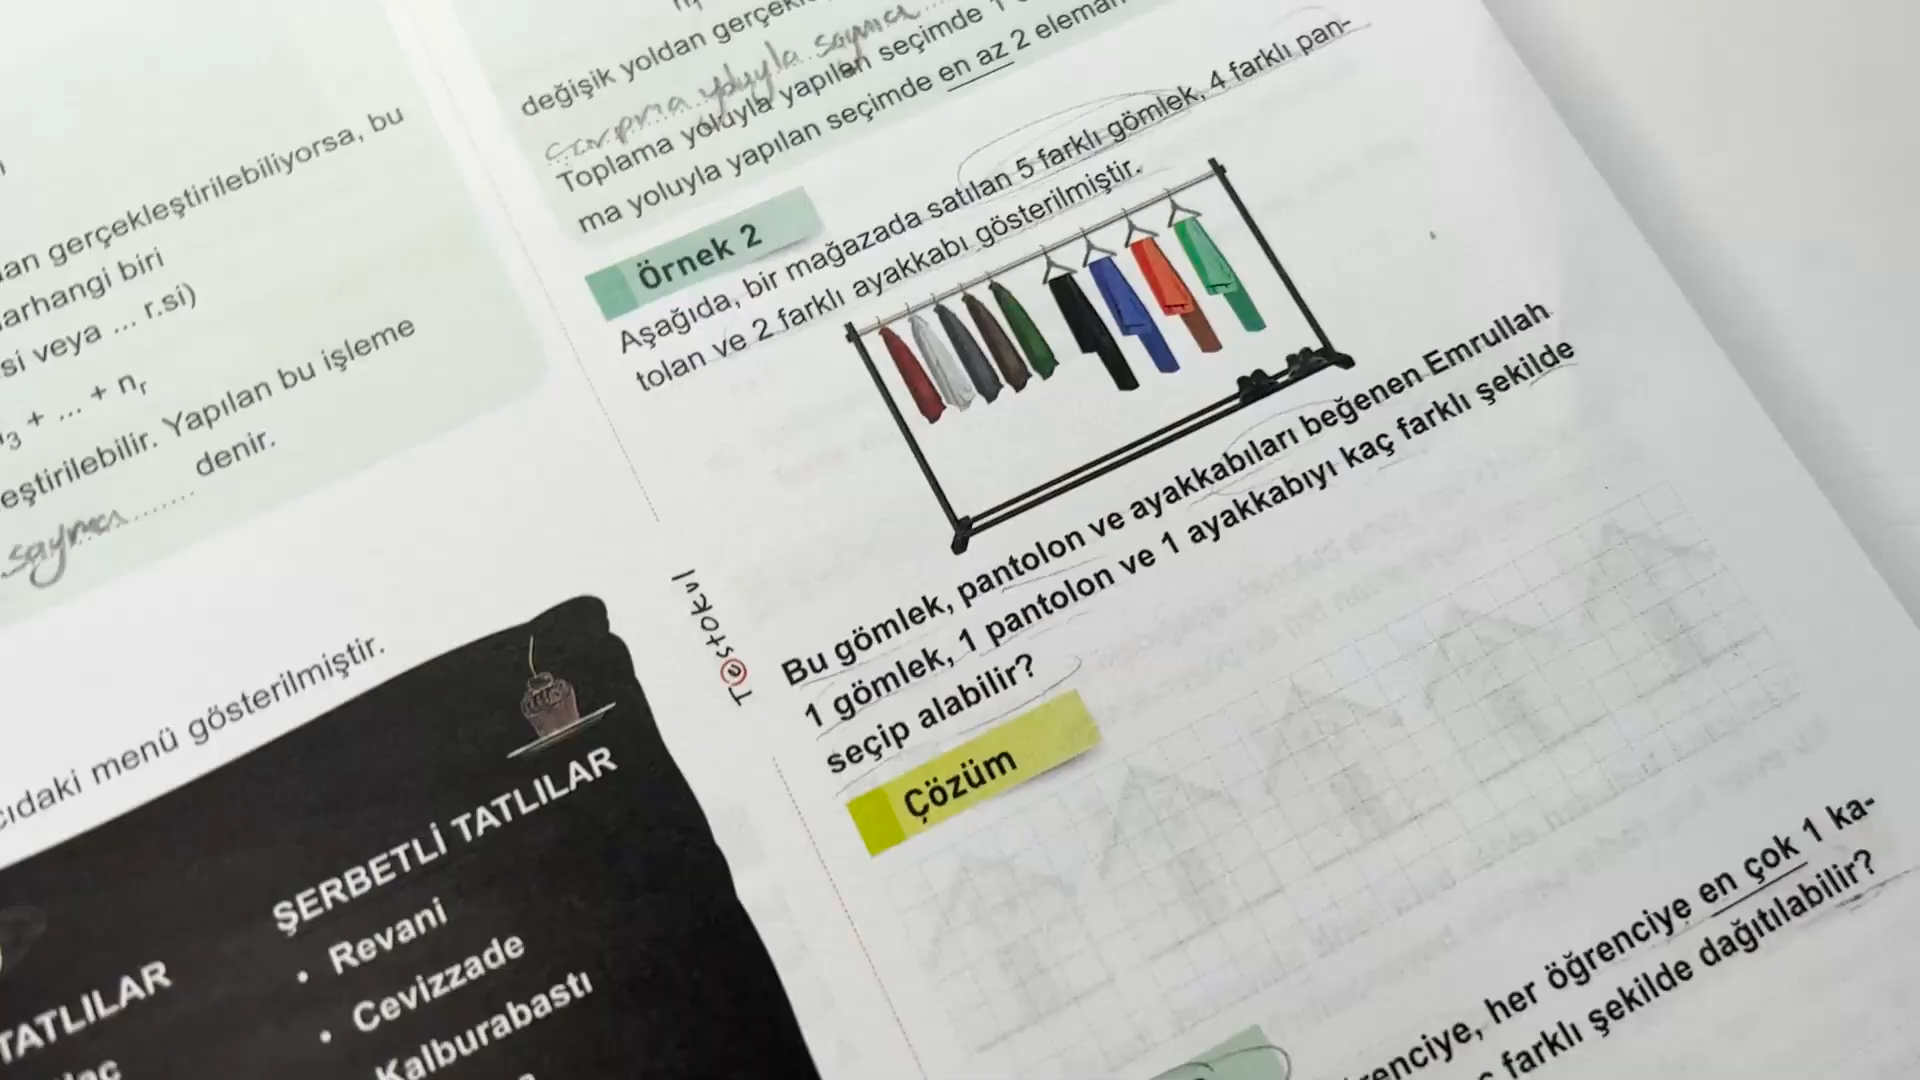 an gerçekleştirilebiliyorsa, bu
arhangi biri
si veya ... r.si)
3 + ... + nr
eştirilebilir. Yapılan bu işleme
sayma ........ denir.
cıdaki menü gösterilmiştir.
TATLILAR
ŞERBETLİ TATLILAR
• Revani
• Cevizzade
Kalburabastı
değişik yoldan
çarpma yoluyla sayma
Toplama yoluyla yapılan seçimde 1
ma yoluyla yapılan seçimde en az 2 eleman
Örnek 2
Aşağıda, bir mağazada satılan 5 farklı gömlek, 4 farklı pan-
tolan ve 2 farklı ayakkabı gösterilmiştir.
Testokul
Bu gömlek, pantolon ve ayakkabıları beğenen Emrullah
1 gömlek, 1 pantolon ve 1 ayakkabıyı kaç farklı şekilde
seçip alabilir?
Çözüm
renciye, her öğrenciye en çok 1 ka-
farklı şekilde dağıtılabilir?